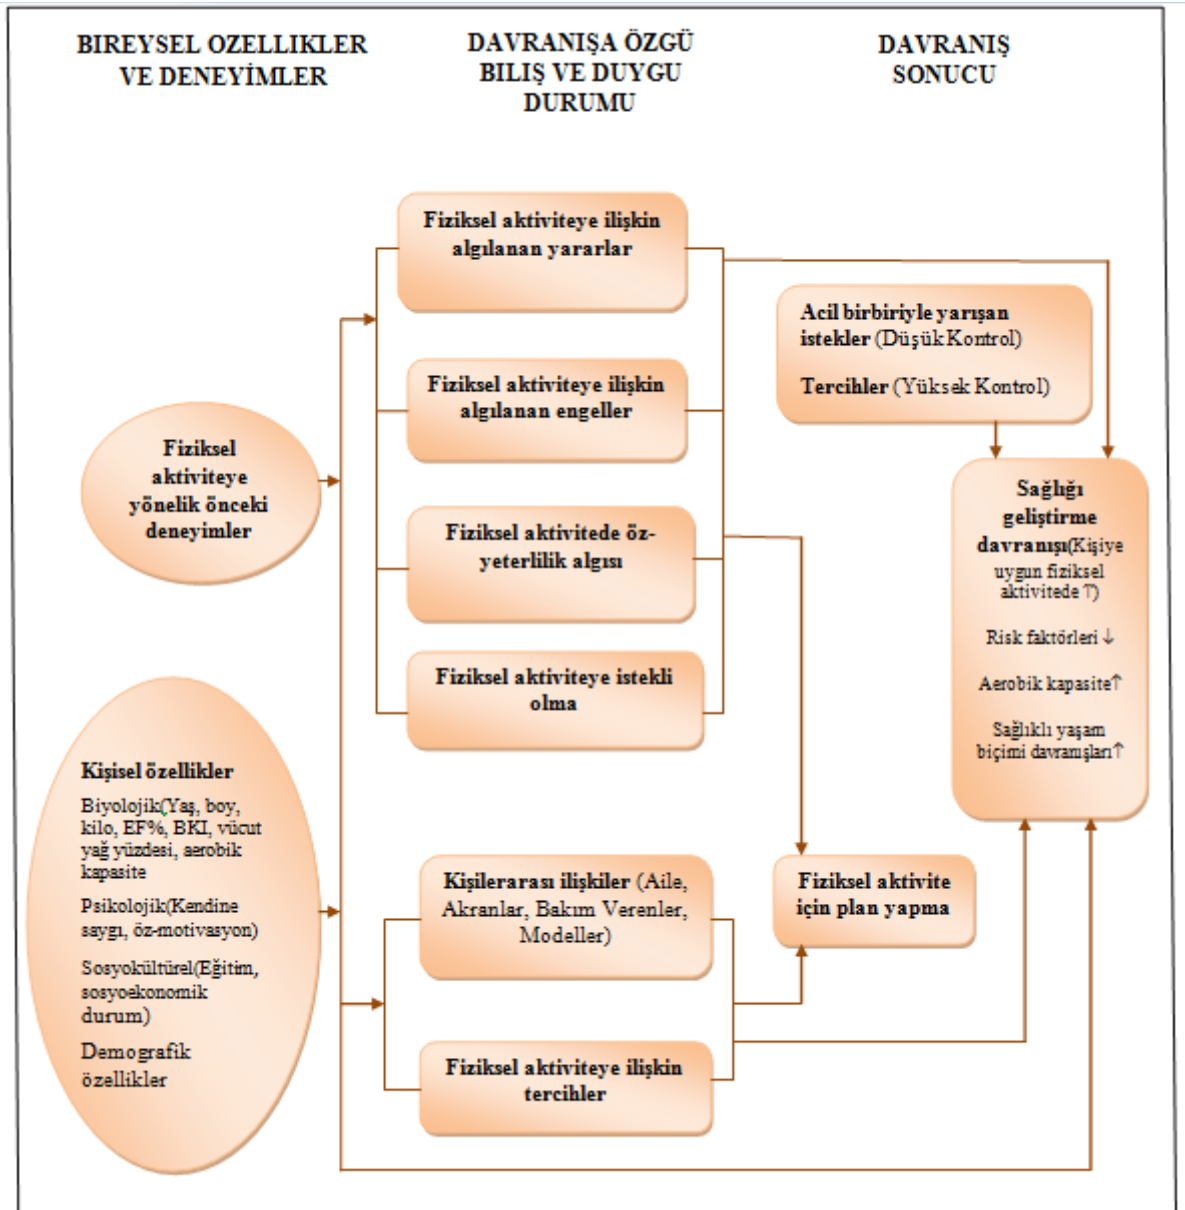 BIREYSEL OZELLIKLER
VE DENEYİMLER
DAVRANIŞA ÖZGÜ
BILIŞ VE DUYGU
DURUMU
DAVRANIŞ
SONUCU
Fiziksel aktiviteye ilişkin
algılanan yararlar
Acil birbiriyle yarışan
istekler (Düşük Kontrol)
Tercihler (Yüksek Kontrol)
Fiziksel aktiviteye ilişkin
algılanan engeller
Fiziksel
aktiviteye
yönelik önceki
deneyimler
Fiziksel aktivitede öz-
yeterlilik algısı
Fiziksel aktiviteye istekli
olma
Sağlığı
geliştirme
davranışı(Kişiye
uygun fiziksel
aktivitede ↑)
Risk faktörleri ↓
Aerobik kapasite↑
Sağlıklı yaşam
biçimi davranışları↑
Kişisel özellikler
Biyolojik(Yaş, boy,
kilo, EF%, BKI, vücut
yağ yüzdesi, aerobik
kapasite
Psikolojik(Kendine
saygı, öz-motivasyon)
Sosyokültürel(Eğitim,
sosyoekonomik
durum)
Demografik
özellikler
Kişilerarası ilişkiler (Aile,
Akranlar, Bakım Verenler,
Modeller)
Fiziksel aktivite
için plan yapma
Fiziksel aktiviteye ilişkin
tercihler